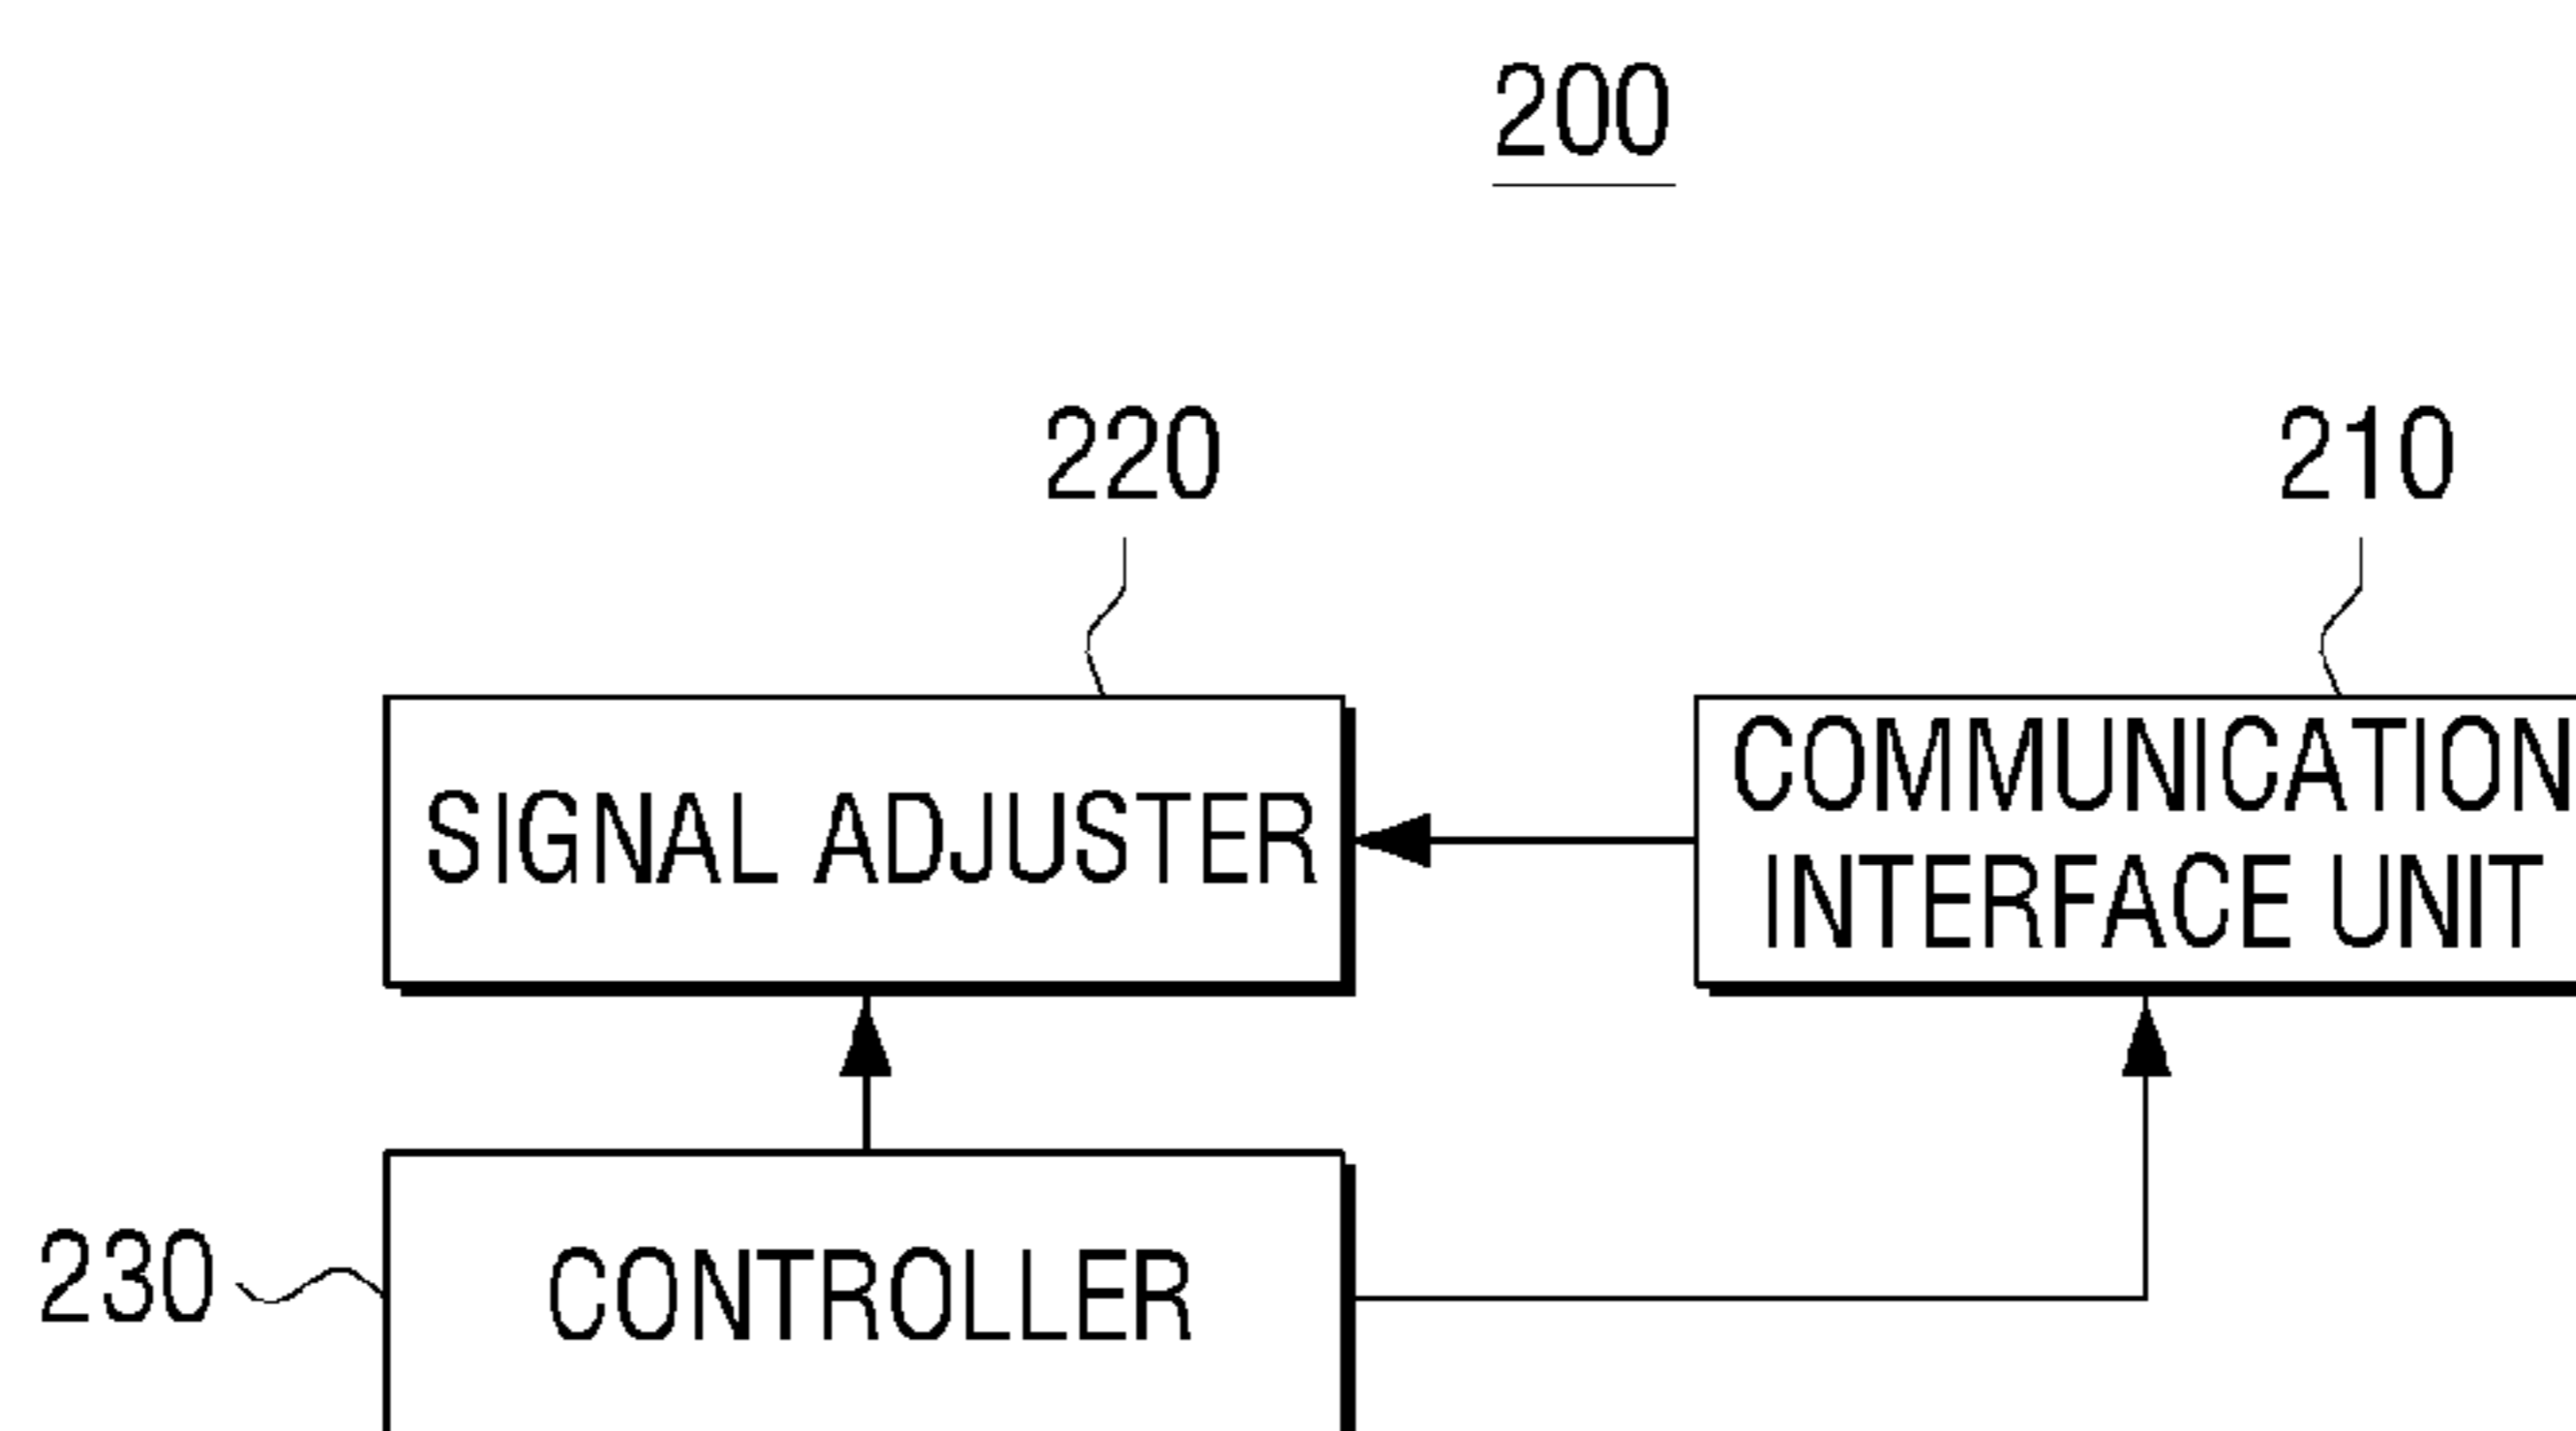 200
220
210
SIGNAL ADJUSTER
COMMUNICATION
INTERFACE UNIT
230
CONTROLLER